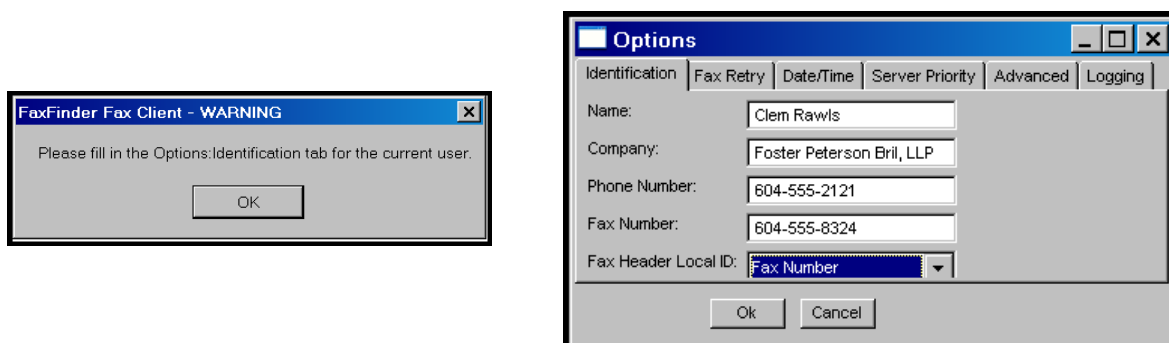 FaxFinder Fax Client - WARNING
Please fill in the Options:Identification tab for the current user.
OK
Options
Identification Fax Retry Date/Time Server Priority Advanced Logging
Name: Clem Rawls
Company: Foster Peterson Bril, LLP
Phone Number: 604-555-2121
Fax Number: 604-555-8324
Fax Header Local ID: Fax Number
Ok Cancel